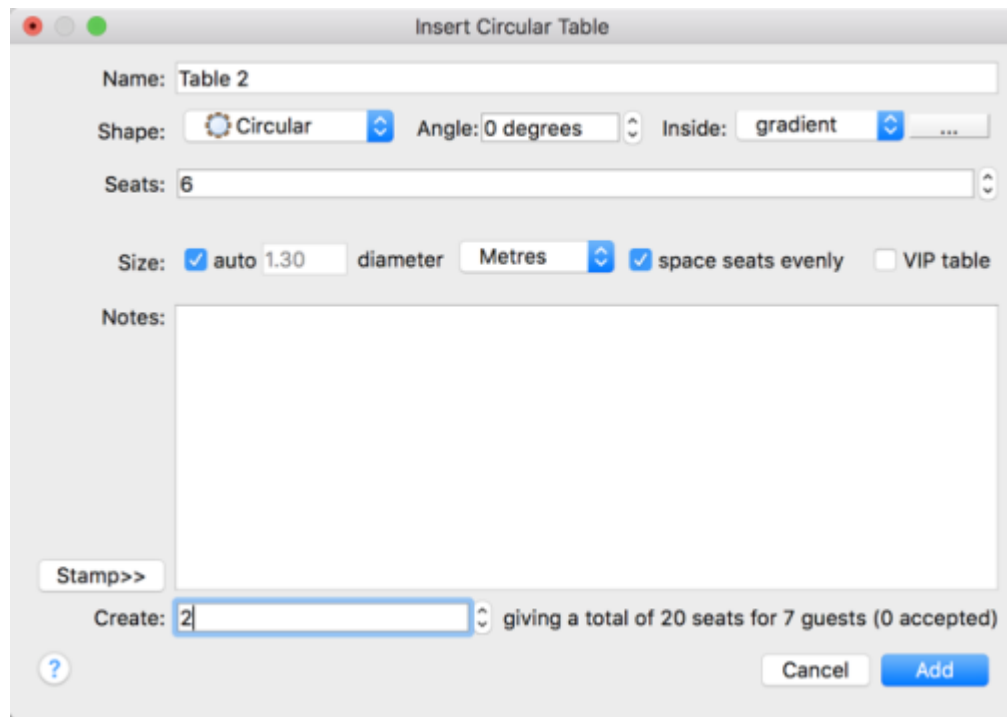 Insert Circular Table
Name: Table 2
Shape: Circular Angle: 0 degrees Inside: gradient ...
Seats: 6
Size: auto 1.30 diameter Metres space seats evenly VIP table
Notes:
Stamp>>
Create: 2 giving a total of 20 seats for 7 guests (0 accepted)
? Cancel Add